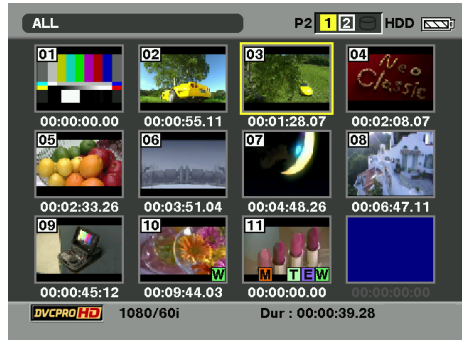 ALL P2 1 2 HDD
01 02 03 04
Neo
Classic
00:00:00.00 00:00:55.11 00:01:28.07 00:02:08.07
05 06 07 08
00:02:33.26 00:03:51.04 00:04:48.26 00:06:47.11
09 10 11
W M T E W
00:00:45:12 00:09:44.03 00:00:00.00 00:00:00.00
DVCPRO HD 1080/60i Dur : 00:00:39.28